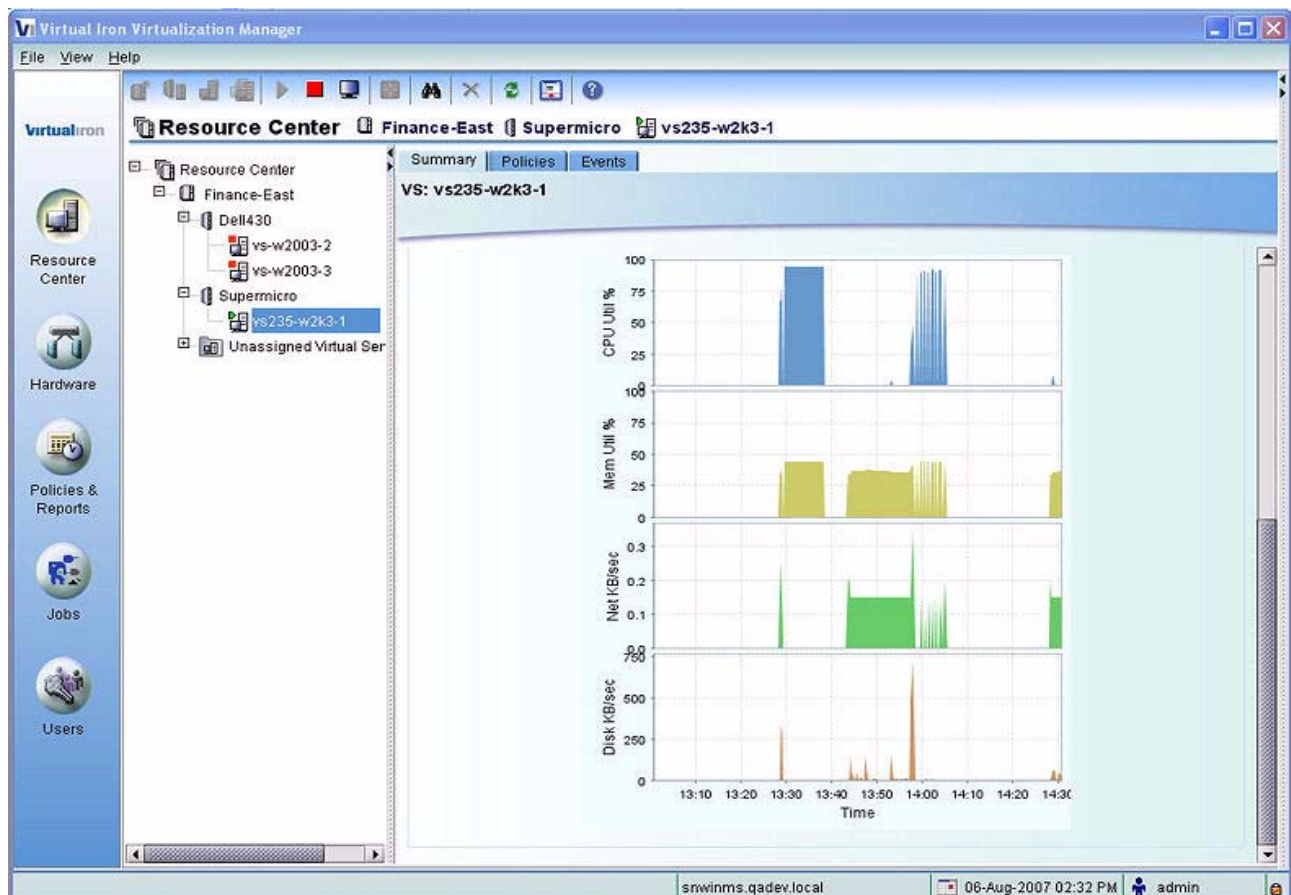 Virtual Iron Virtualization Manager
File View Help
virtualiron
Resource Center Finance-East Supermicro vs235-w2k3-1
Resource Center
Hardware
Policies & Reports
Jobs
Users
Resource Center
Finance-East
Dell430
vs-w2003-2
vs-w2003-3
Supermicro
vs235-w2k3-1
Unassigned Virtual Ser
Summary Policies Events
VS: vs235-w2k3-1
CPU Util %
100
75
50
25
0
Mem Util %
100
75
50
25
0
Net KB/sec
0.3
0.2
0.1
0.0
Disk KB/sec
750
500
250
0
13:10 13:20 13:30 13:40 13:50 14:00 14:10 14:20 14:30
Time
snwinms.qadev.local 06-Aug-2007 02:32 PM admin